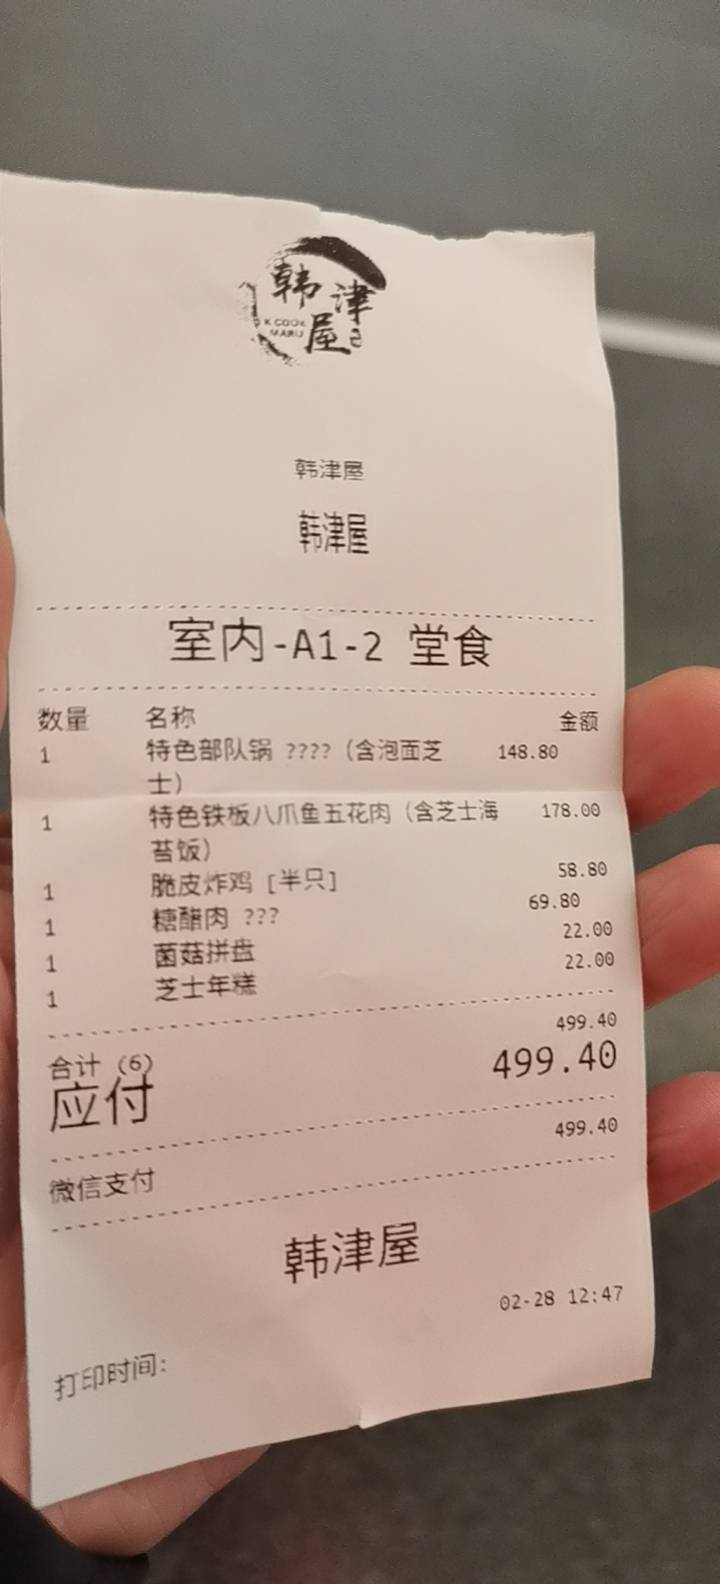 韩津
K COOK
MARU
屋
韩津屋
韩津屋
室内-A1-2 堂食
数量 名称 金额
1 特色部队锅 ????（含泡面芝 148.80
士）
1 特色铁板八爪鱼五花肉（含芝士海 178.00
苔饭）
1 脆皮炸鸡 [半只] 58.80
1 糖醋肉 ??? 69.80
1 菌菇拼盘 22.00
1 芝士年糕 22.00
合计 (6) 499.40
应付 499.40
微信支付 499.40
韩津屋
打印时间: 02-28 12:47